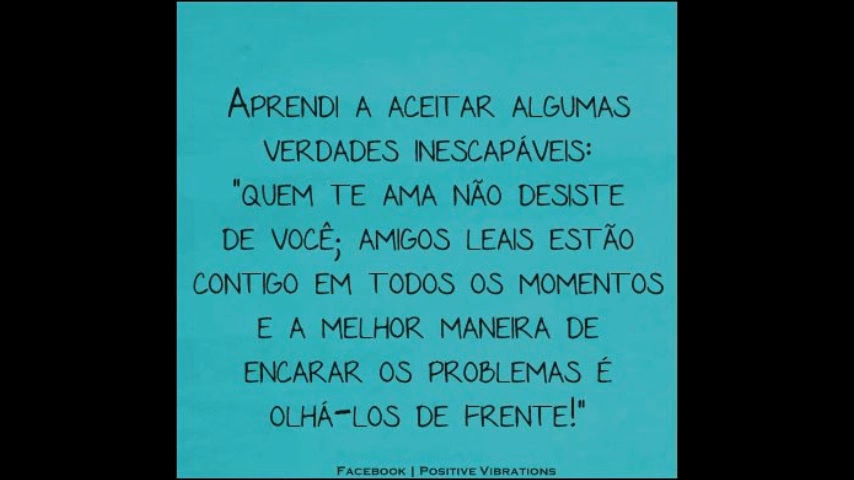 APRENDI A ACEITAR ALGUMAS
VERDADES INESCAPÁVEIS:
"QUEM TE AMA NÃO DESISTE
DE VOCÊ; AMIGOS LEAIS ESTÃO
CONTIGO EM TODOS OS MOMENTOS
E A MELHOR MANEIRA DE
ENCARAR OS PROBLEMAS É
OLHÁ-LOS DE FRENTE!"
FACEBOOK | POSITIVE VIBRATIONS